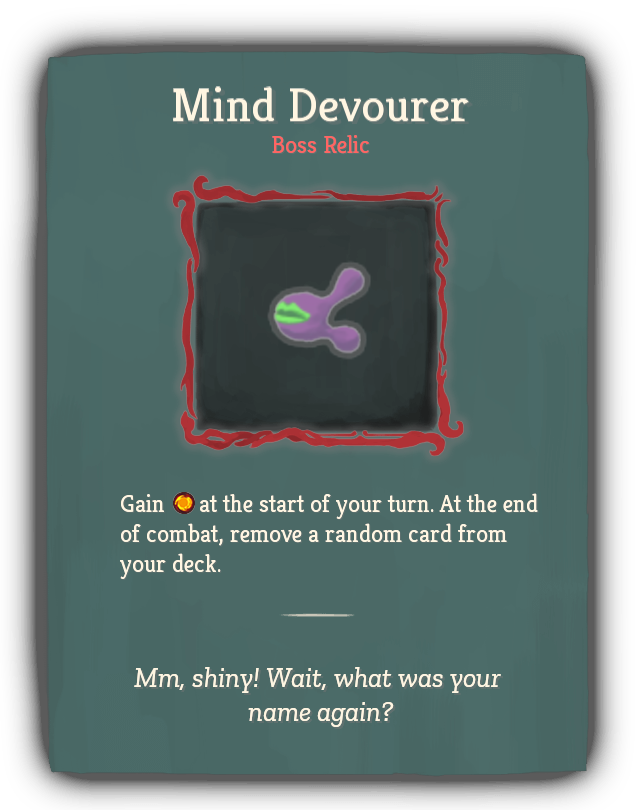 Mind Devourer
Boss Relic
Gain at the start of your turn. At the end
of combat, remove a random card from
your deck.
Mm, shiny! Wait, what was your
name again?